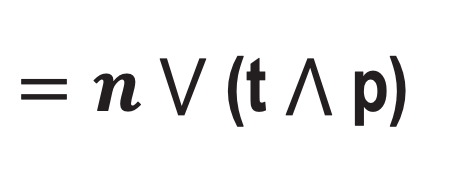 = n ∨ (t ∧ p)